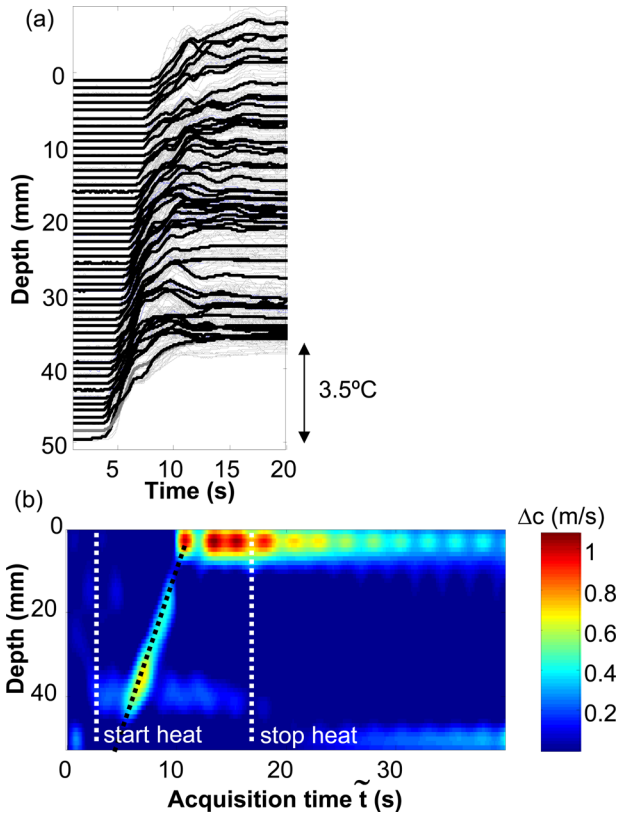 (a)
0
10
20
30
40
50
Depth (mm)
3.5ºC
5 10 15 20
Time (s)
(b)
Δc (m/s)
0
20
40
Depth (mm)
1
0.8
0.6
0.4
0.2
start heat
stop heat
0 10 20 30
Acquisition time t̃ (s)